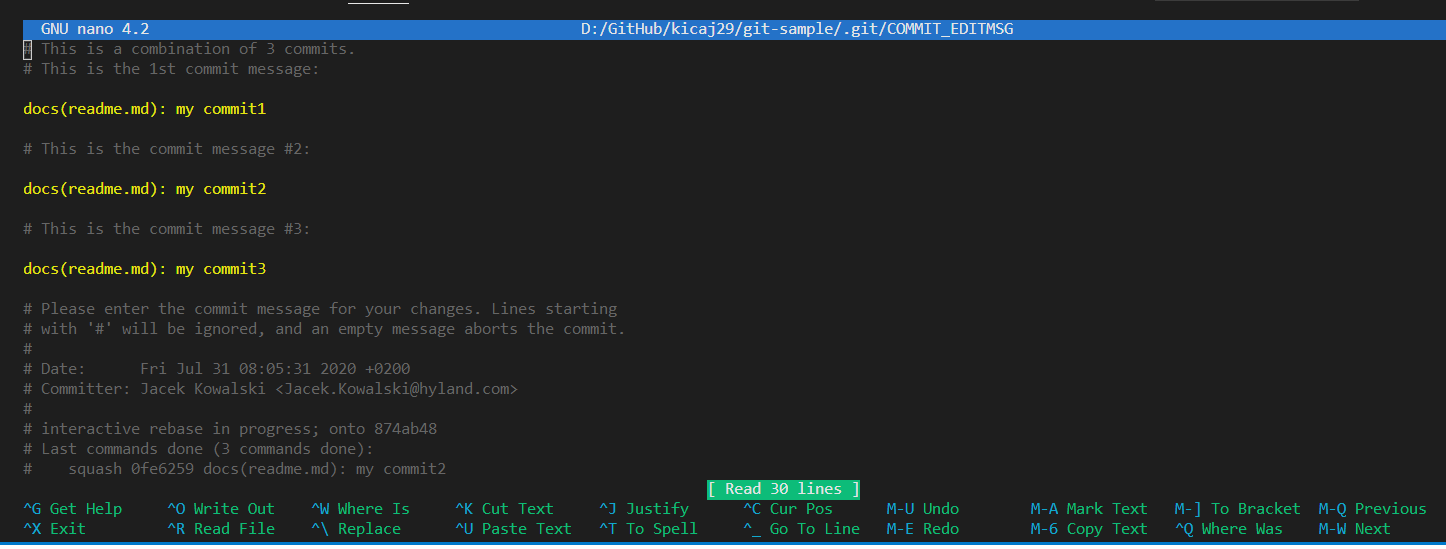 GNU nano 4.2 D:/GitHub/kicaj29/git-sample/.git/COMMIT_EDITMSG
# This is a combination of 3 commits.
# This is the 1st commit message:
docs(readme.md): my commit1
# This is the commit message #2:
docs(readme.md): my commit2
# This is the commit message #3:
docs(readme.md): my commit3
# Please enter the commit message for your changes. Lines starting
# with '#' will be ignored, and an empty message aborts the commit.
#
# Date:      Fri Jul 31 08:05:31 2020 +0200
# Committer: Jacek Kowalski <Jacek.Kowalski@hyland.com>
#
# interactive rebase in progress; onto 874ab48
# Last commands done (3 commands done):
#    squash 0fe6259 docs(readme.md): my commit2
[ Read 30 lines ]
^G Get Help ^O Write Out ^W Where Is ^K Cut Text ^J Justify ^C Cur Pos M-U Undo M-A Mark Text M-] To Bracket M-Q Previous
^X Exit ^R Read File ^\ Replace ^U Paste Text ^T To Spell ^_ Go To Line M-E Redo M-6 Copy Text ^Q Where Was M-W Next